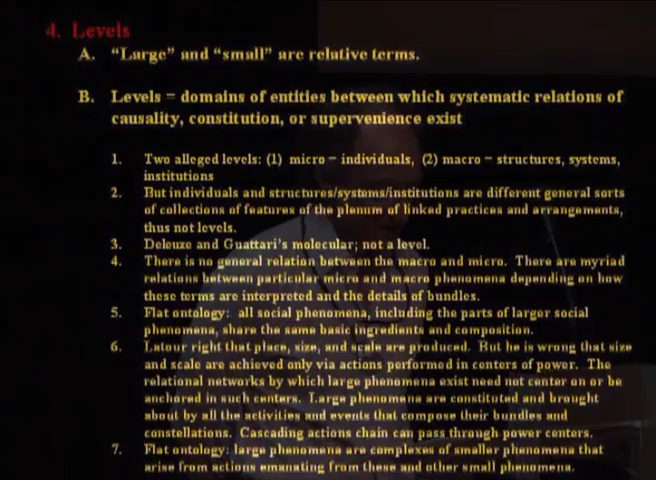 4. Levels
A. "Large" and "small" are relative terms.
B. Levels = domains of entities between which systematic relations of
causality, constitution, or supervenience exist
1. Two alleged levels: (1) micro – individuals, (2) macro – structures, systems,
institutions
2. But individuals and structures/systems/institutions are different general sorts
of collections of features of the plenum of linked practices and arrangements,
thus not levels.
3. Deleuze and Guattari's molecular; not a level.
4. There is no general relation between the macro and micro. There are myriad
relations between particular micro and macro phenomena depending on how
these terms are interpreted and the details of bundles.
5. Flat ontology: all social phenomena, including the parts of larger social
phenomena, share the same basic ingredients and composition.
6. Latour right that place, size, and scale are produced. But he is wrong that size
and scale are achieved only via actions performed in centers of power. The
relational networks by which large phenomena exist need not center on or be
anchored in such centers. Large phenomena are constituted and brought
about by all the activities and events that compose their bundles and
constellations. Cascading actions chain can pass through power centers.
7. Flat ontology: large phenomena are complexes of smaller phenomena that
arise from actions emanating from these and other small phenomena.